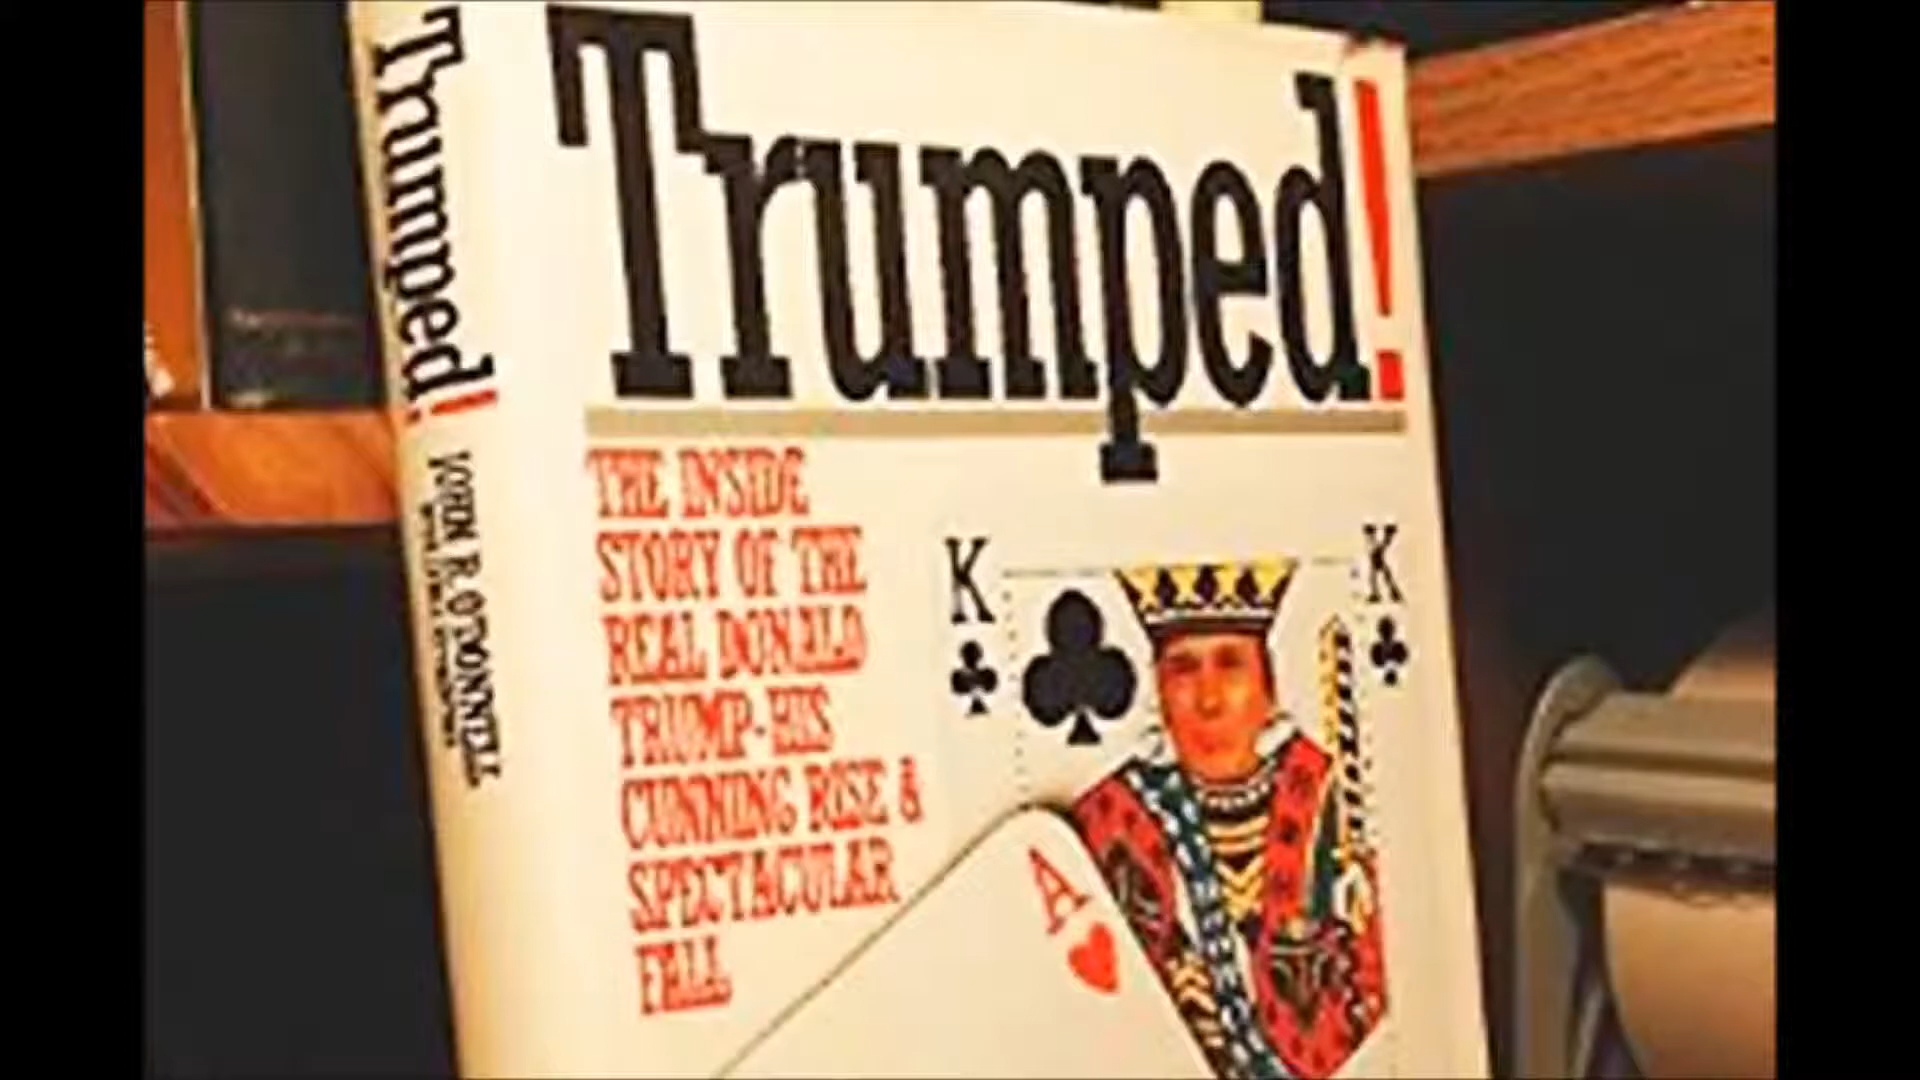 Trumped!
JOHN R. O'DONNELL
Trumped!
THE INSIDE
STORY OF THE
REAL DONALD
TRUMP-HIS
CUNNING RISE &
SPECTACULAR
FALL
K
K
A